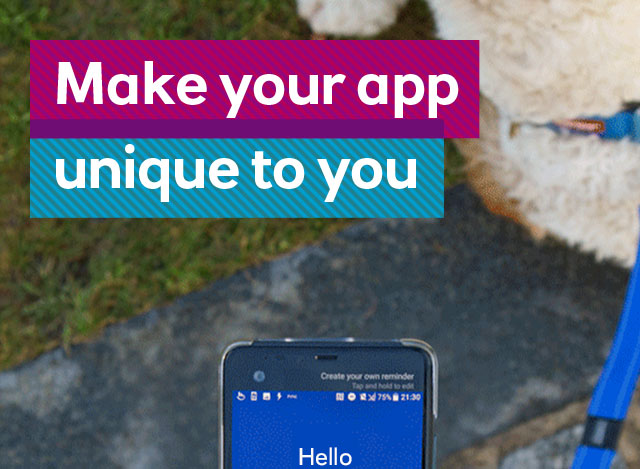 Make your app
unique to you
Create your own reminder
Tap and hold to edit
75% 21:30
Hello